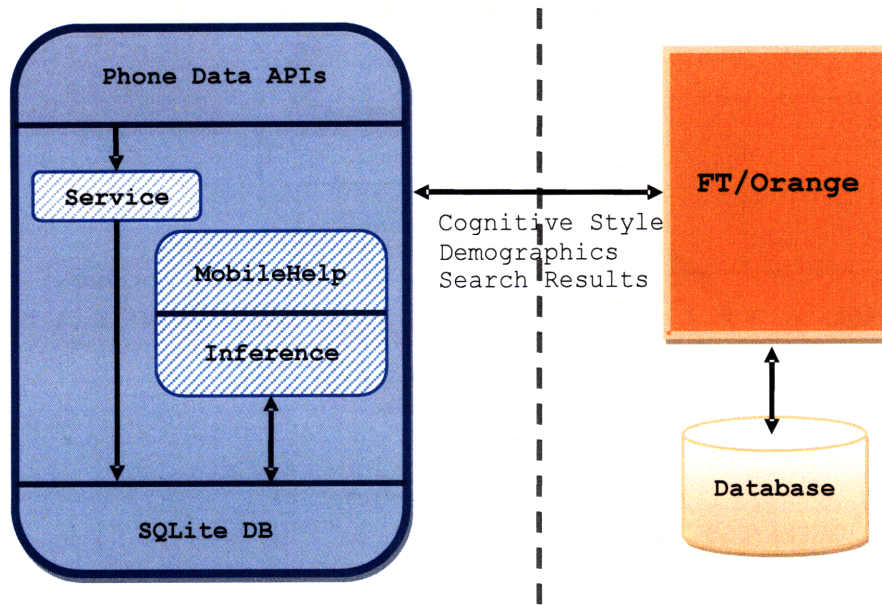 Phone Data APIs
Service
MobileHelp
Inference
SQLite DB
Cognitive Style
Demographics
Search Results
FT/Orange
Database